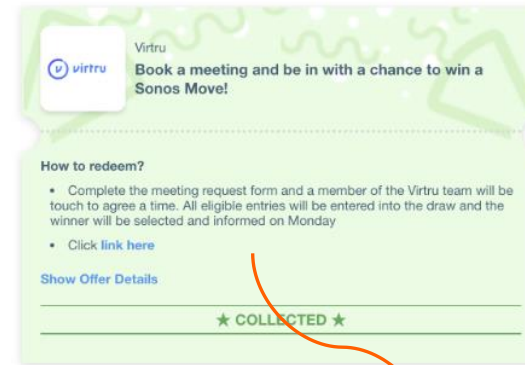 virtru
Virtru
Book a meeting and be in with a chance to win a
Sonos Move!
How to redeem?
• Complete the meeting request form and a member of the Virtru team will be
touch to agree a time. All eligible entries will be entered into the draw and the
winner will be selected and informed on Monday
• Click link here
Show Offer Details
★ COLLECTED ★